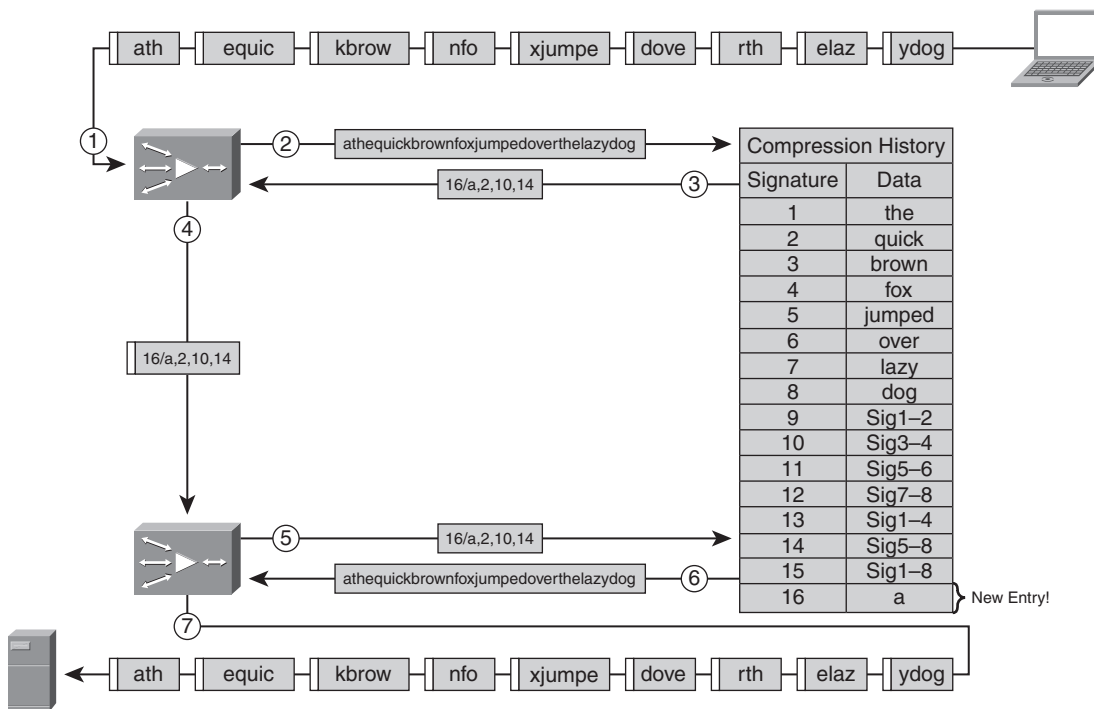 ath equic kbrow nfo xjumpe dove rth elaz ydog
1
2 athequickbrownfoxjumpedoverthelazydog
16/a,2,10,14 3
4
Compression History
Signature Data
1 the
2 quick
3 brown
4 fox
5 jumped
6 over
7 lazy
8 dog
9 Sig1–2
10 Sig3–4
11 Sig5–6
12 Sig7–8
13 Sig1–4
14 Sig5–8
15 Sig1–8
16 a New Entry!
16/a,2,10,14
5 16/a,2,10,14
athequickbrownfoxjumpedoverthelazydog 6
7
ath equic kbrow nfo xjumpe dove rth elaz ydog